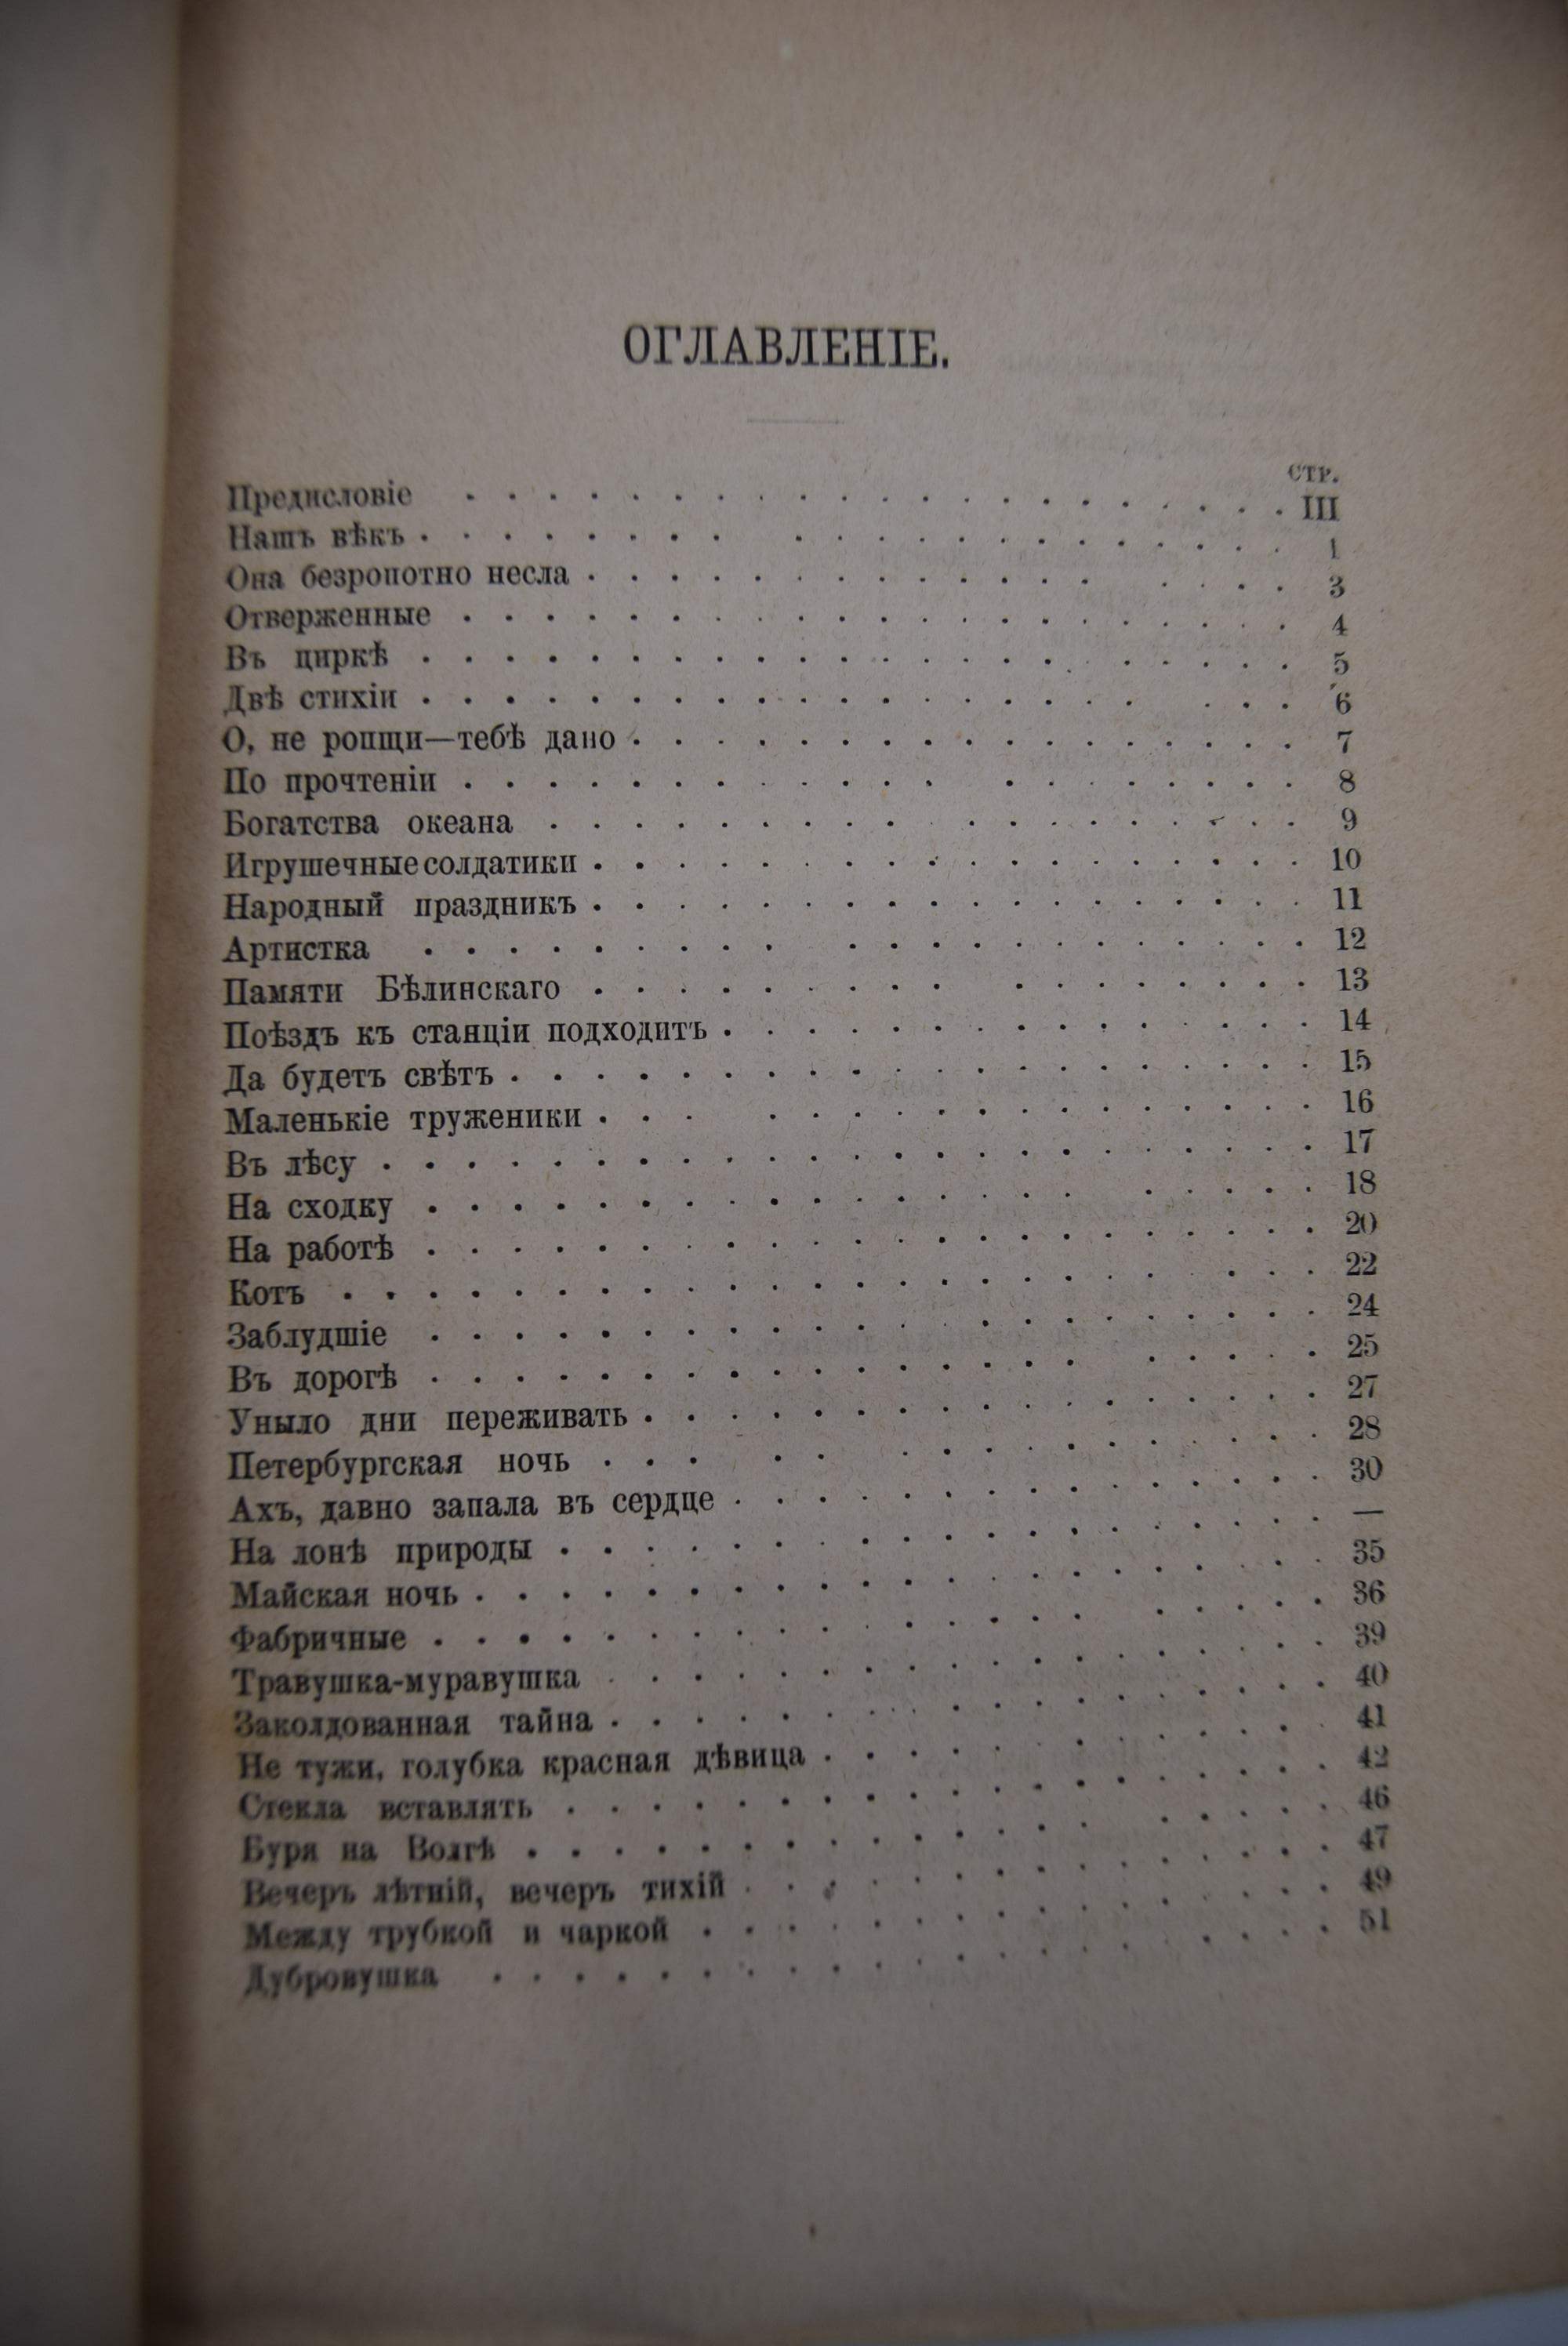 ОГЛАВЛЕНІЕ.
СТР.
Предисловіе . . . . . . . . . . . . . . . . . . . . III
Нашъ вѣкъ . . . . . . . . . . . . . . . . . . . . 1
Она безропотно несла . . . . . . . . . . . . . . . . 3
Отверженные . . . . . . . . . . . . . . . . . . . . 4
Въ циркѣ . . . . . . . . . . . . . . . . . . . . 5
Двѣ стихіи . . . . . . . . . . . . . . . . . . . . 6
О, не ропщи—тебѣ дано . . . . . . . . . . . . . . . . 7
По прочтеніи . . . . . . . . . . . . . . . . . . . 8
Богатства океана . . . . . . . . . . . . . . . . . 9
Игрушечные солдатики . . . . . . . . . . . . . . . . 10
Народный праздникъ . . . . . . . . . . . . . . . . . 11
Артистка . . . . . . . . . . . . . . . . . . . . 12
Памяти Бѣлинскаго . . . . . . . . . . . . . . . . . 13
Поѣздъ къ станціи подходитъ . . . . . . . . . . . . . . 14
Да будетъ свѣтъ . . . . . . . . . . . . . . . . . . 15
Маленькіе труженики . . . . . . . . . . . . . . . . 16
Въ лѣсу . . . . . . . . . . . . . . . . . . . . . 17
На сходку . . . . . . . . . . . . . . . . . . . . 18
На работѣ . . . . . . . . . . . . . . . . . . . . 20
Котъ . . . . . . . . . . . . . . . . . . . . . . 22
Заблудшіе . . . . . . . . . . . . . . . . . . . . 24
Въ дорогѣ . . . . . . . . . . . . . . . . . . . . 25
Уныло дни переживать . . . . . . . . . . . . . . . . 27
Петербургская ночь . . . . . . . . . . . . . . . . . 28
Ахъ, давно запала въ сердце . . . . . . . . . . . . . . 30
На лонѣ природы . . . . . . . . . . . . . . . . . . —
Майская ночь . . . . . . . . . . . . . . . . . . . 35
Фабричные . . . . . . . . . . . . . . . . . . . . 36
Травушка-муравушка . . . . . . . . . . . . . . . . . 39
Заколдованная тайна . . . . . . . . . . . . . . . . 40
Не тужи, голубка красная дѣвица . . . . . . . . . . . . 41
Стекла вставлять . . . . . . . . . . . . . . . . . . 42
Буря на Волгѣ . . . . . . . . . . . . . . . . . . 46
Вечеръ лѣтній, вечеръ тихій . . . . . . . . . . . . . . 47
Между трубкой и чаркой . . . . . . . . . . . . . . . 49
Дубровушка . . . . . . . . . . . . . . . . . . . . 51